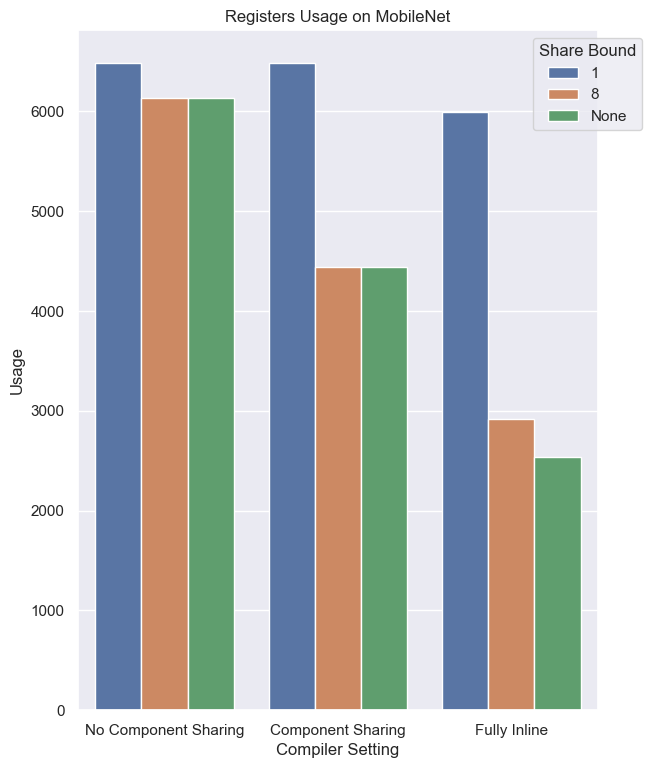 Registers Usage on MobileNet
Share Bound
1
8
None
6000
5000
4000
3000
2000
1000
0
Usage
No Component Sharing
Component Sharing
Fully Inline
Compiler Setting